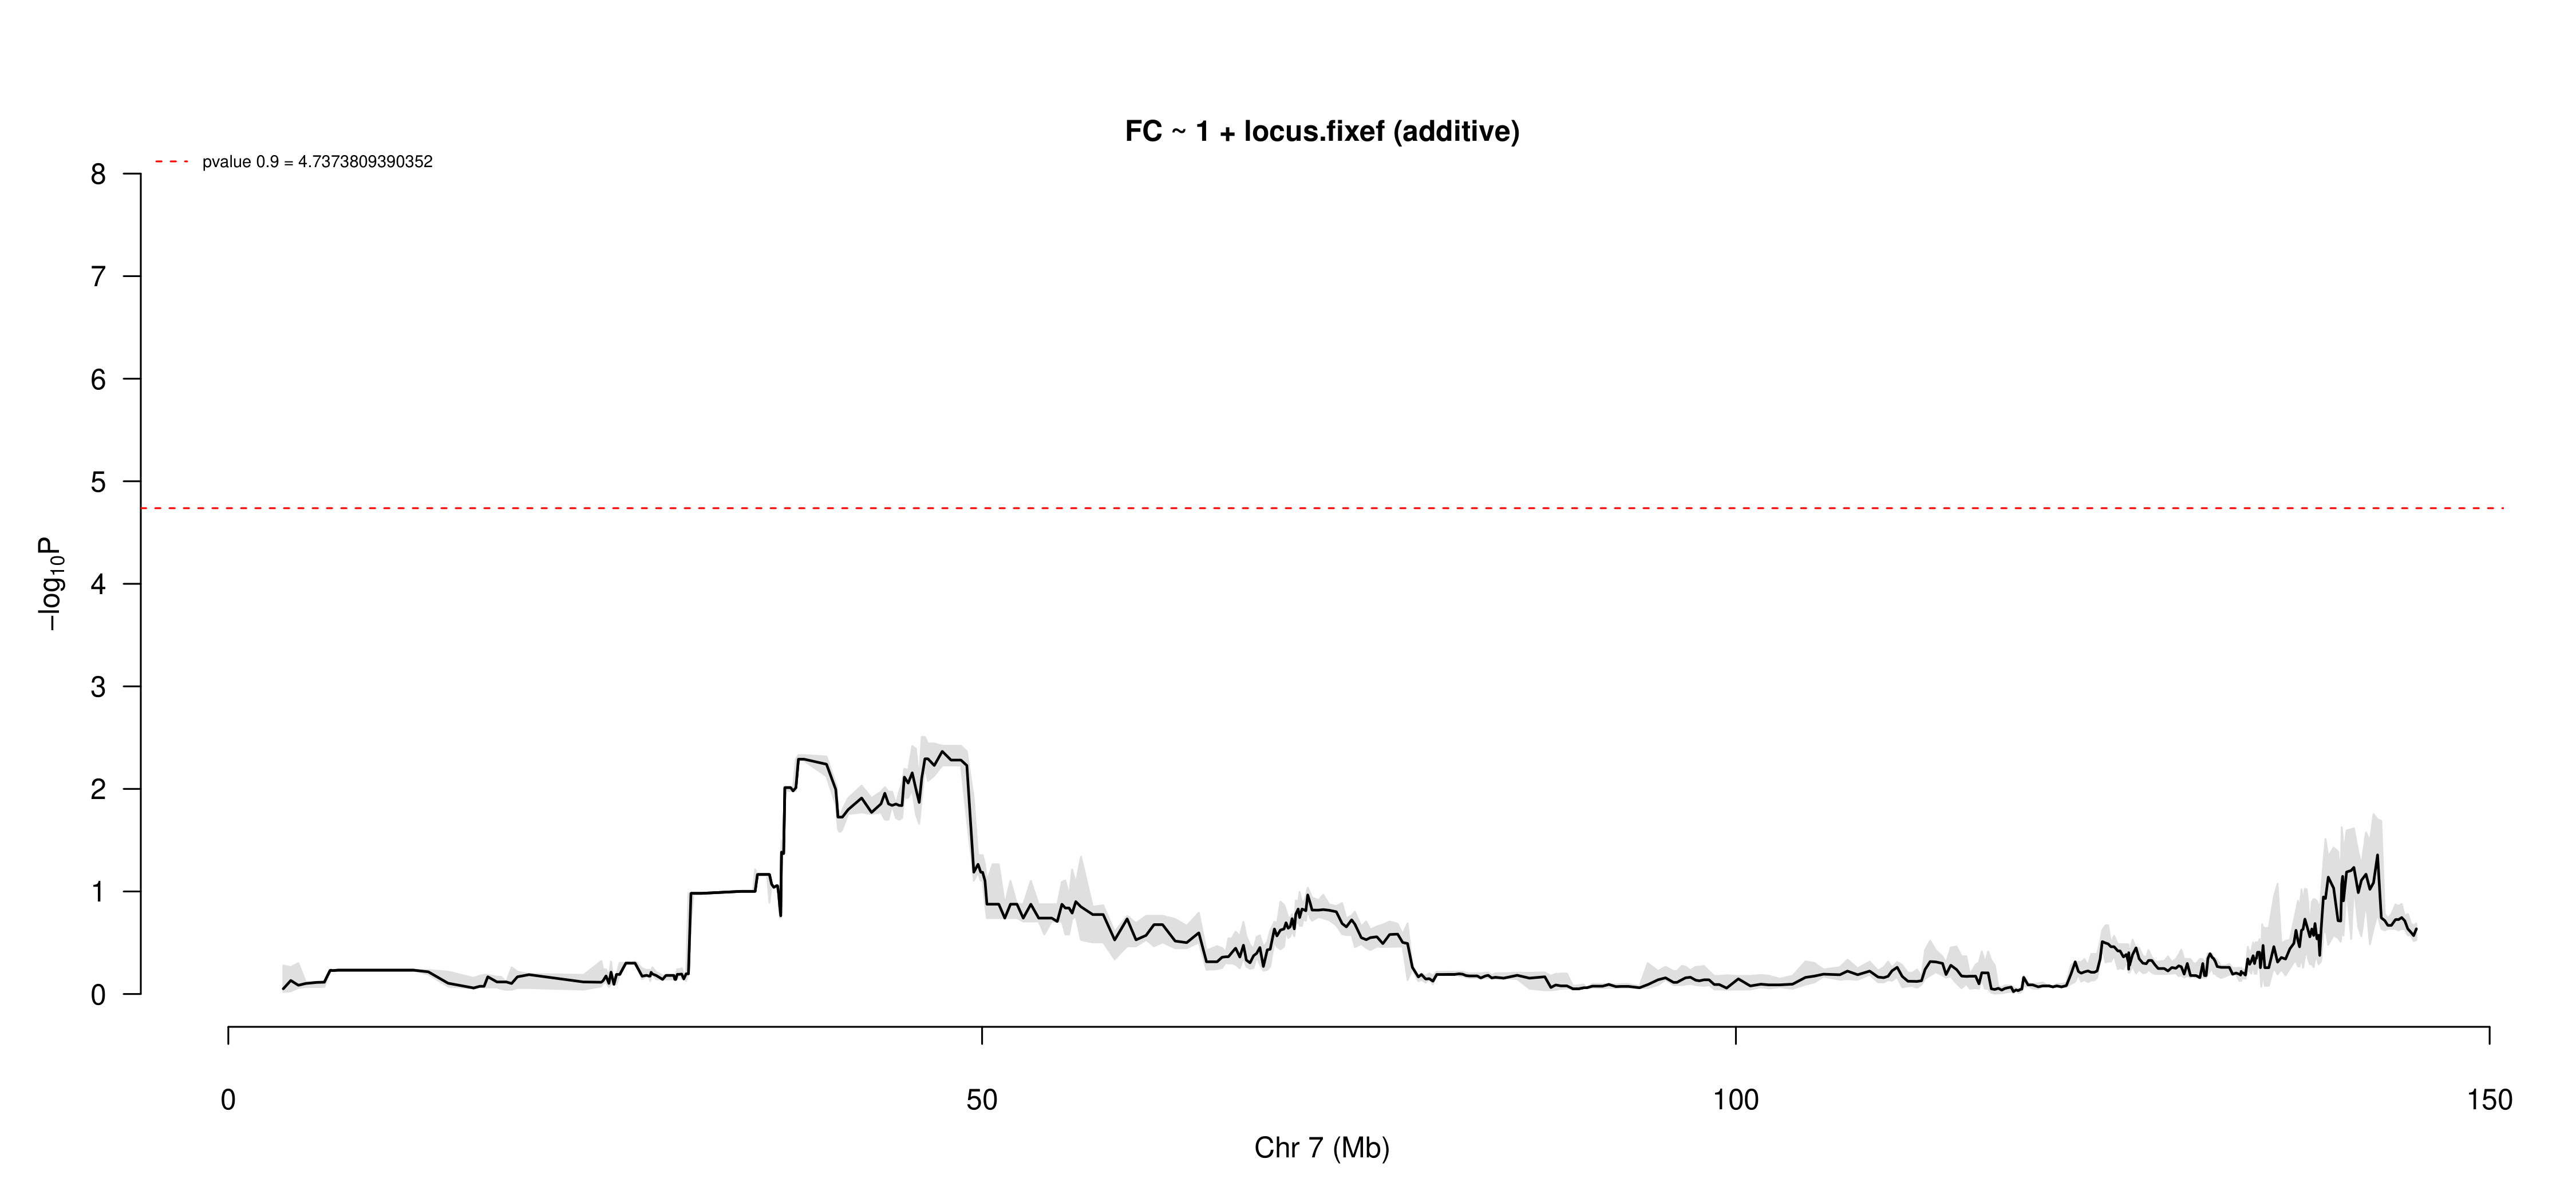 FC ~ 1 + locus.fixef (additive)
pvalue 0.9 = 4.7373809390352
8
7
6
5
4
3
2
1
0
−log10P
0 50 100 150
Chr 7 (Mb)